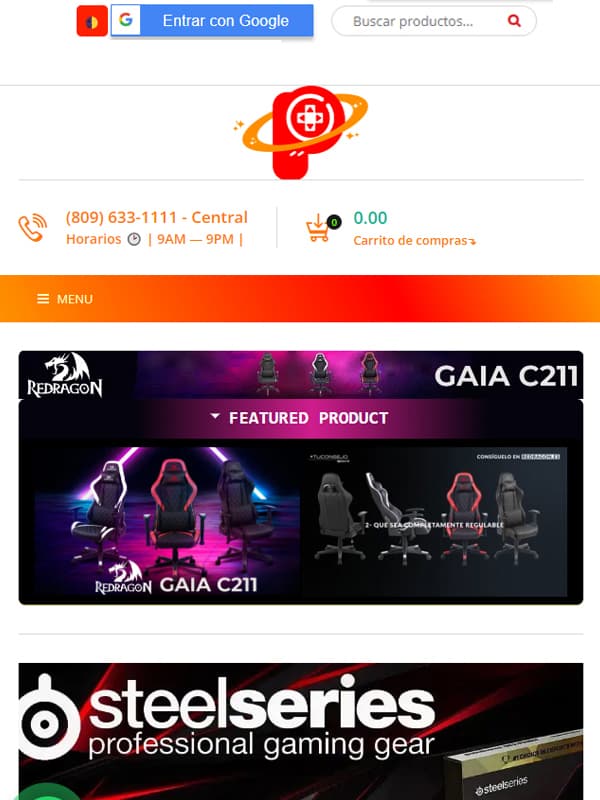 Entrar con Google
Buscar productos...
(809) 633-1111 - Central
Horarios 🕑 | 9AM — 9PM |
0
0.00
Carrito de compras
MENU
REDRAGON
GAIA C211
FEATURED PRODUCT
+TUCONSEJO
CONSÍGUELO EN REDRAGON.ES
2- QUE SEA COMPLETAMENTE REGULABLE
REDRAGON GAIA C211
steelseries
professional gaming gear
steelseries